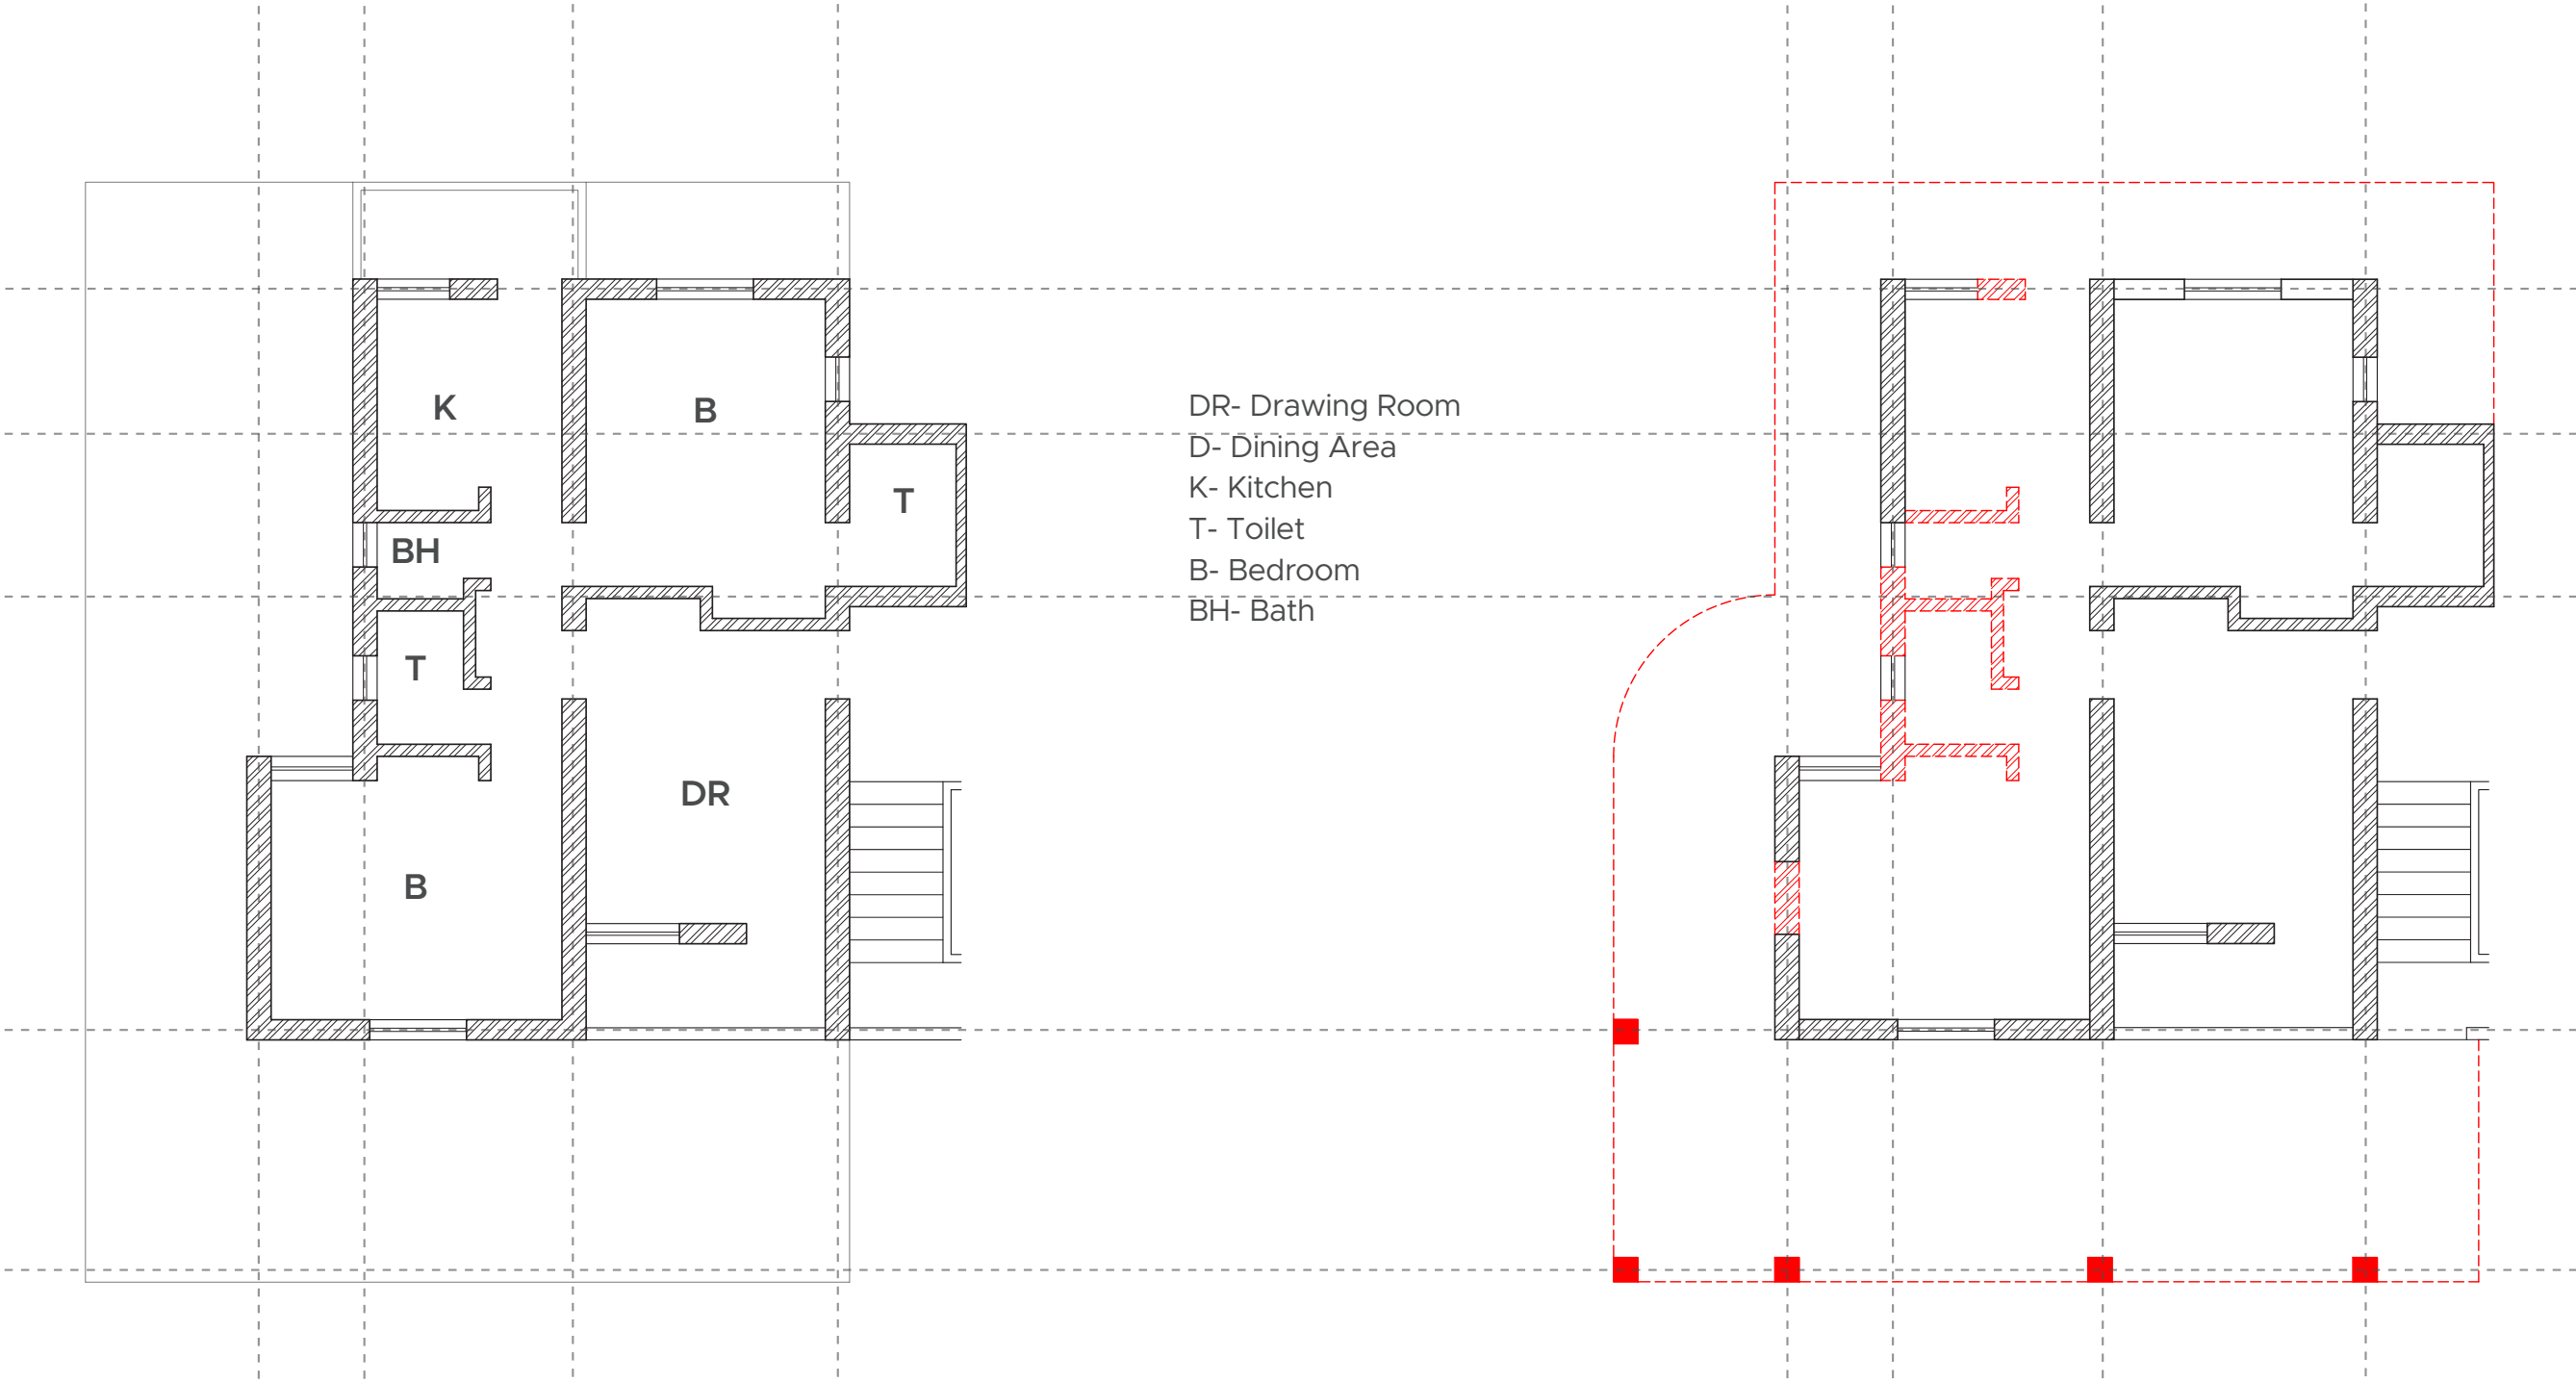 K
B
T
BH
T
DR
B
DR- Drawing Room
D- Dining Area
K- Kitchen
T- Toilet
B- Bedroom
BH- Bath